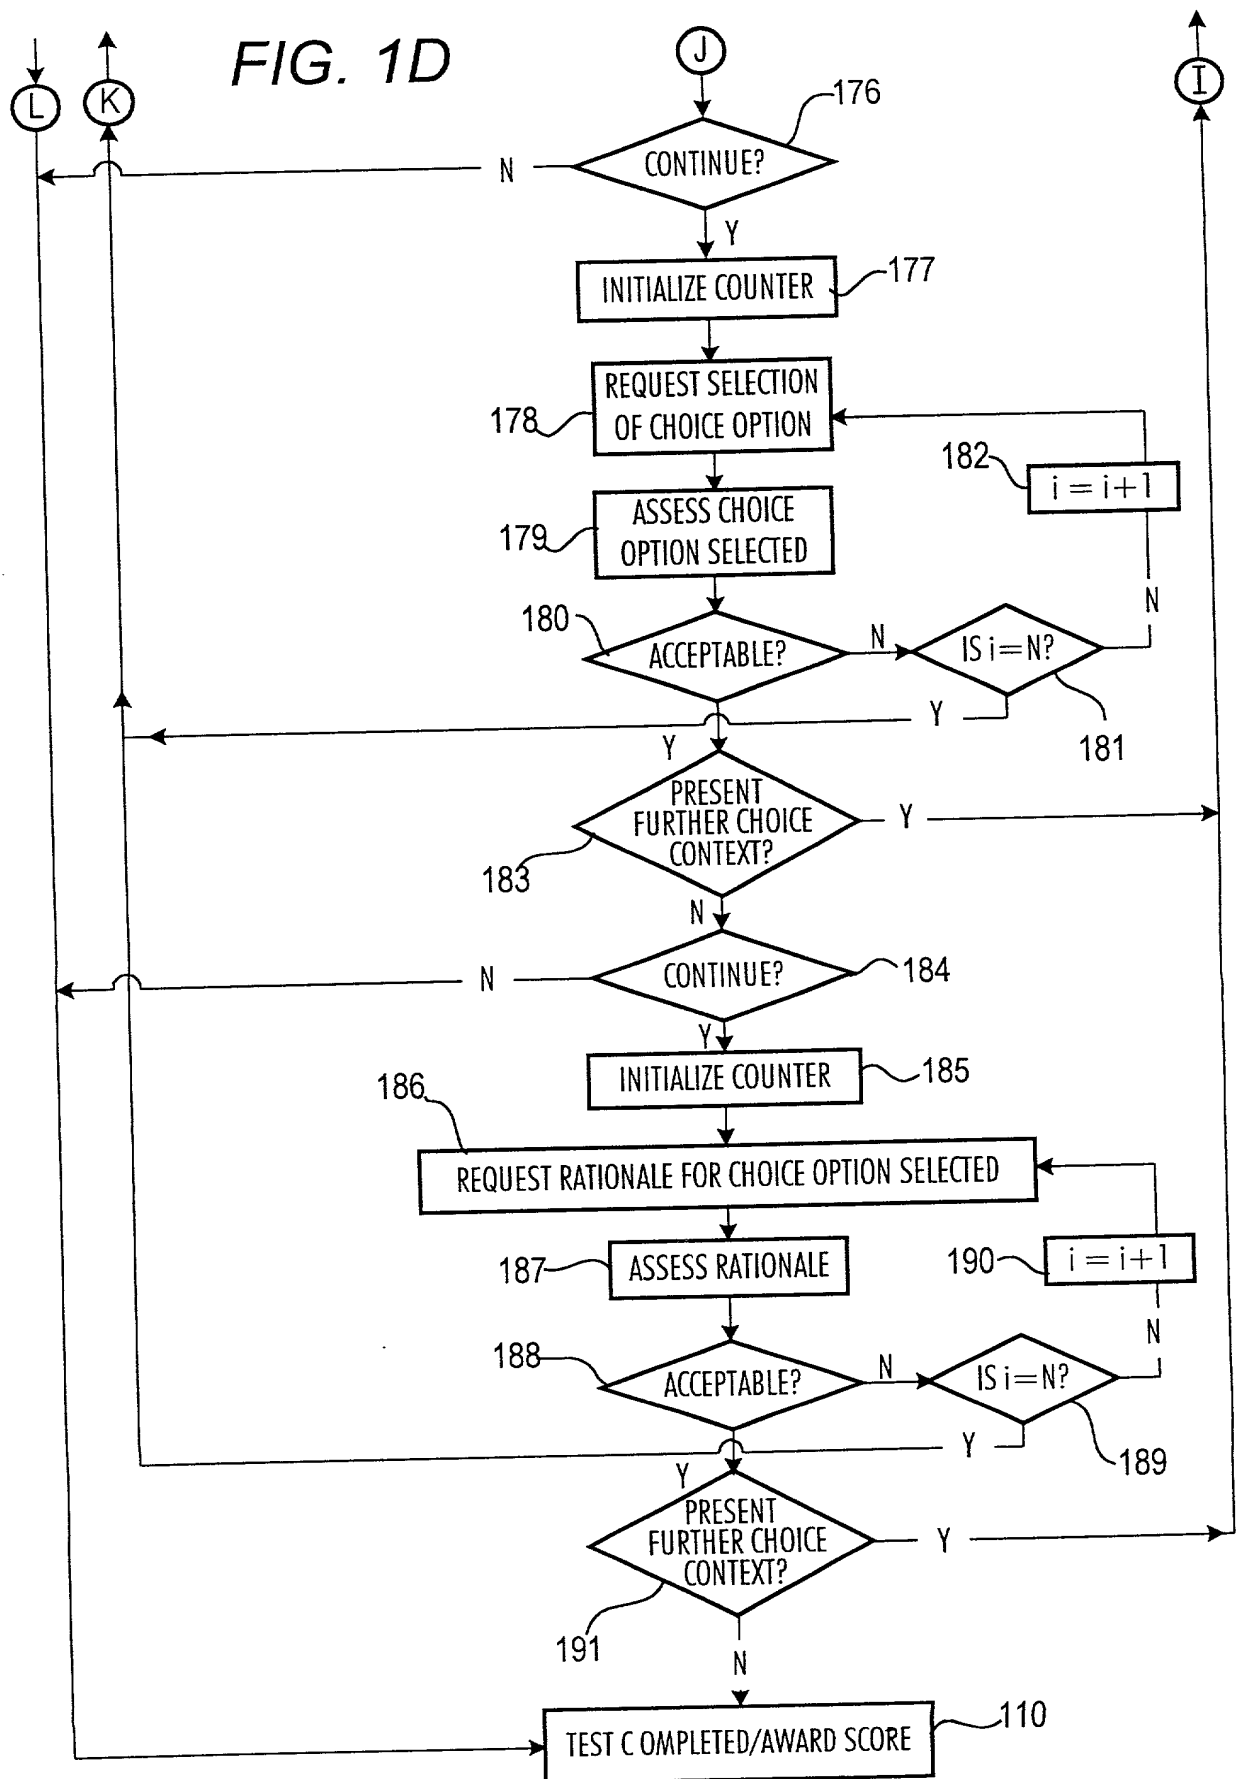 FIG. 1D
J
I
L
K
176
CONTINUE?
N
Y
177
INITIALIZE COUNTER
REQUEST SELECTION
OF CHOICE OPTION
178
182
i = i+1
ASSESS CHOICE
OPTION SELECTED
179
N
180
ACCEPTABLE?
N
IS i=N?
Y
181
Y
PRESENT
FURTHER CHOICE
CONTEXT?
Y
183
N
CONTINUE?
184
N
Y
INITIALIZE COUNTER
185
186
REQUEST RATIONALE FOR CHOICE OPTION SELECTED
187
ASSESS RATIONALE
190
i = i+1
N
188
ACCEPTABLE?
N
IS i=N?
Y
189
Y
PRESENT
FURTHER CHOICE
CONTEXT?
Y
191
N
110
TEST C OMPLETED/AWARD SCORE